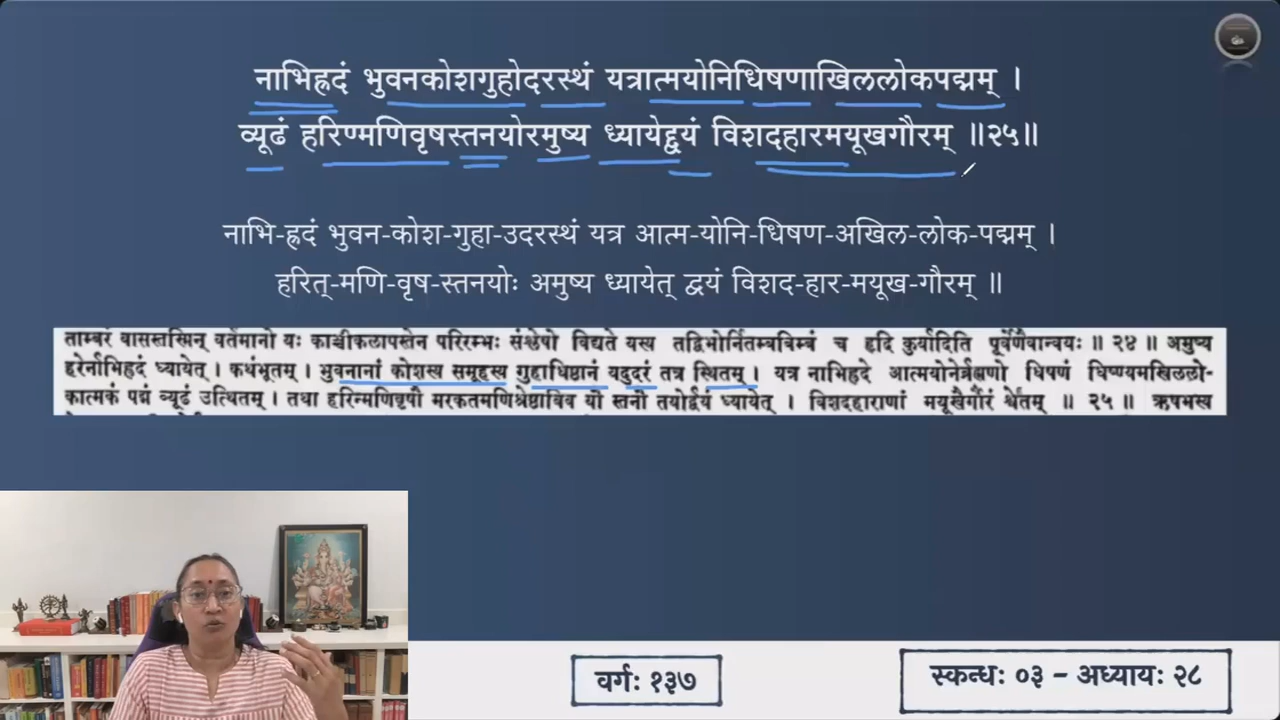 नाभिह्रदं भुवनकोशगुहोदरस्थं यत्रात्मयोनिधिषणाखिललोकपद्मम् ।
व्यूढं हरिण्मणिवृषस्तनयोरमुष्य ध्यायेद्द्वयं विशदहारमयूखगौरम् ॥२५॥
नाभि-ह्रदं भुवन-कोश-गुहा-उदरस्थं यत्र आत्म-योनि-धिषण-अखिल-लोक-पद्मम् ।
हरित्-मणि-वृष-स्तनयोः अमुष्य ध्यायेत् द्वयं विशद-हार-मयूख-गौरम् ॥
ताम्बरं वासस्तस्मिन् वर्तमानो यः काञ्चीकलापस्तेन परिरम्भः संश्लेषो विद्यते यस्य तद्विभोर्नितम्बबिम्बं च हृदि कुर्यादिति पूर्वेणैवान्वयः ॥ २४ ॥ अमुष्य
हरेर्नाभिह्रदं ध्यायेत् । कथंभूतम् । भुवनानां कोशस्य समूहस्य गुहाधिष्ठानं यदुदरं तत्र स्थितम् । यत्र नाभिह्रदे आत्मयोनेर्ब्रह्मणो धिषणं धिष्ण्यमखिललो-
कात्मकं पद्मं व्यूढं उत्थितम् । तथा हरिन्मणिवृषौ मरकतमणिश्रेष्ठाविव यौ स्तनौ तयोर्द्वयं ध्यायेत् । विशदहाराणां मयूखैर्गौरं श्वेतम् ॥ २५ ॥ ऋषभस्य
वर्गः १३७
स्कन्धः ०३ – अध्यायः २८